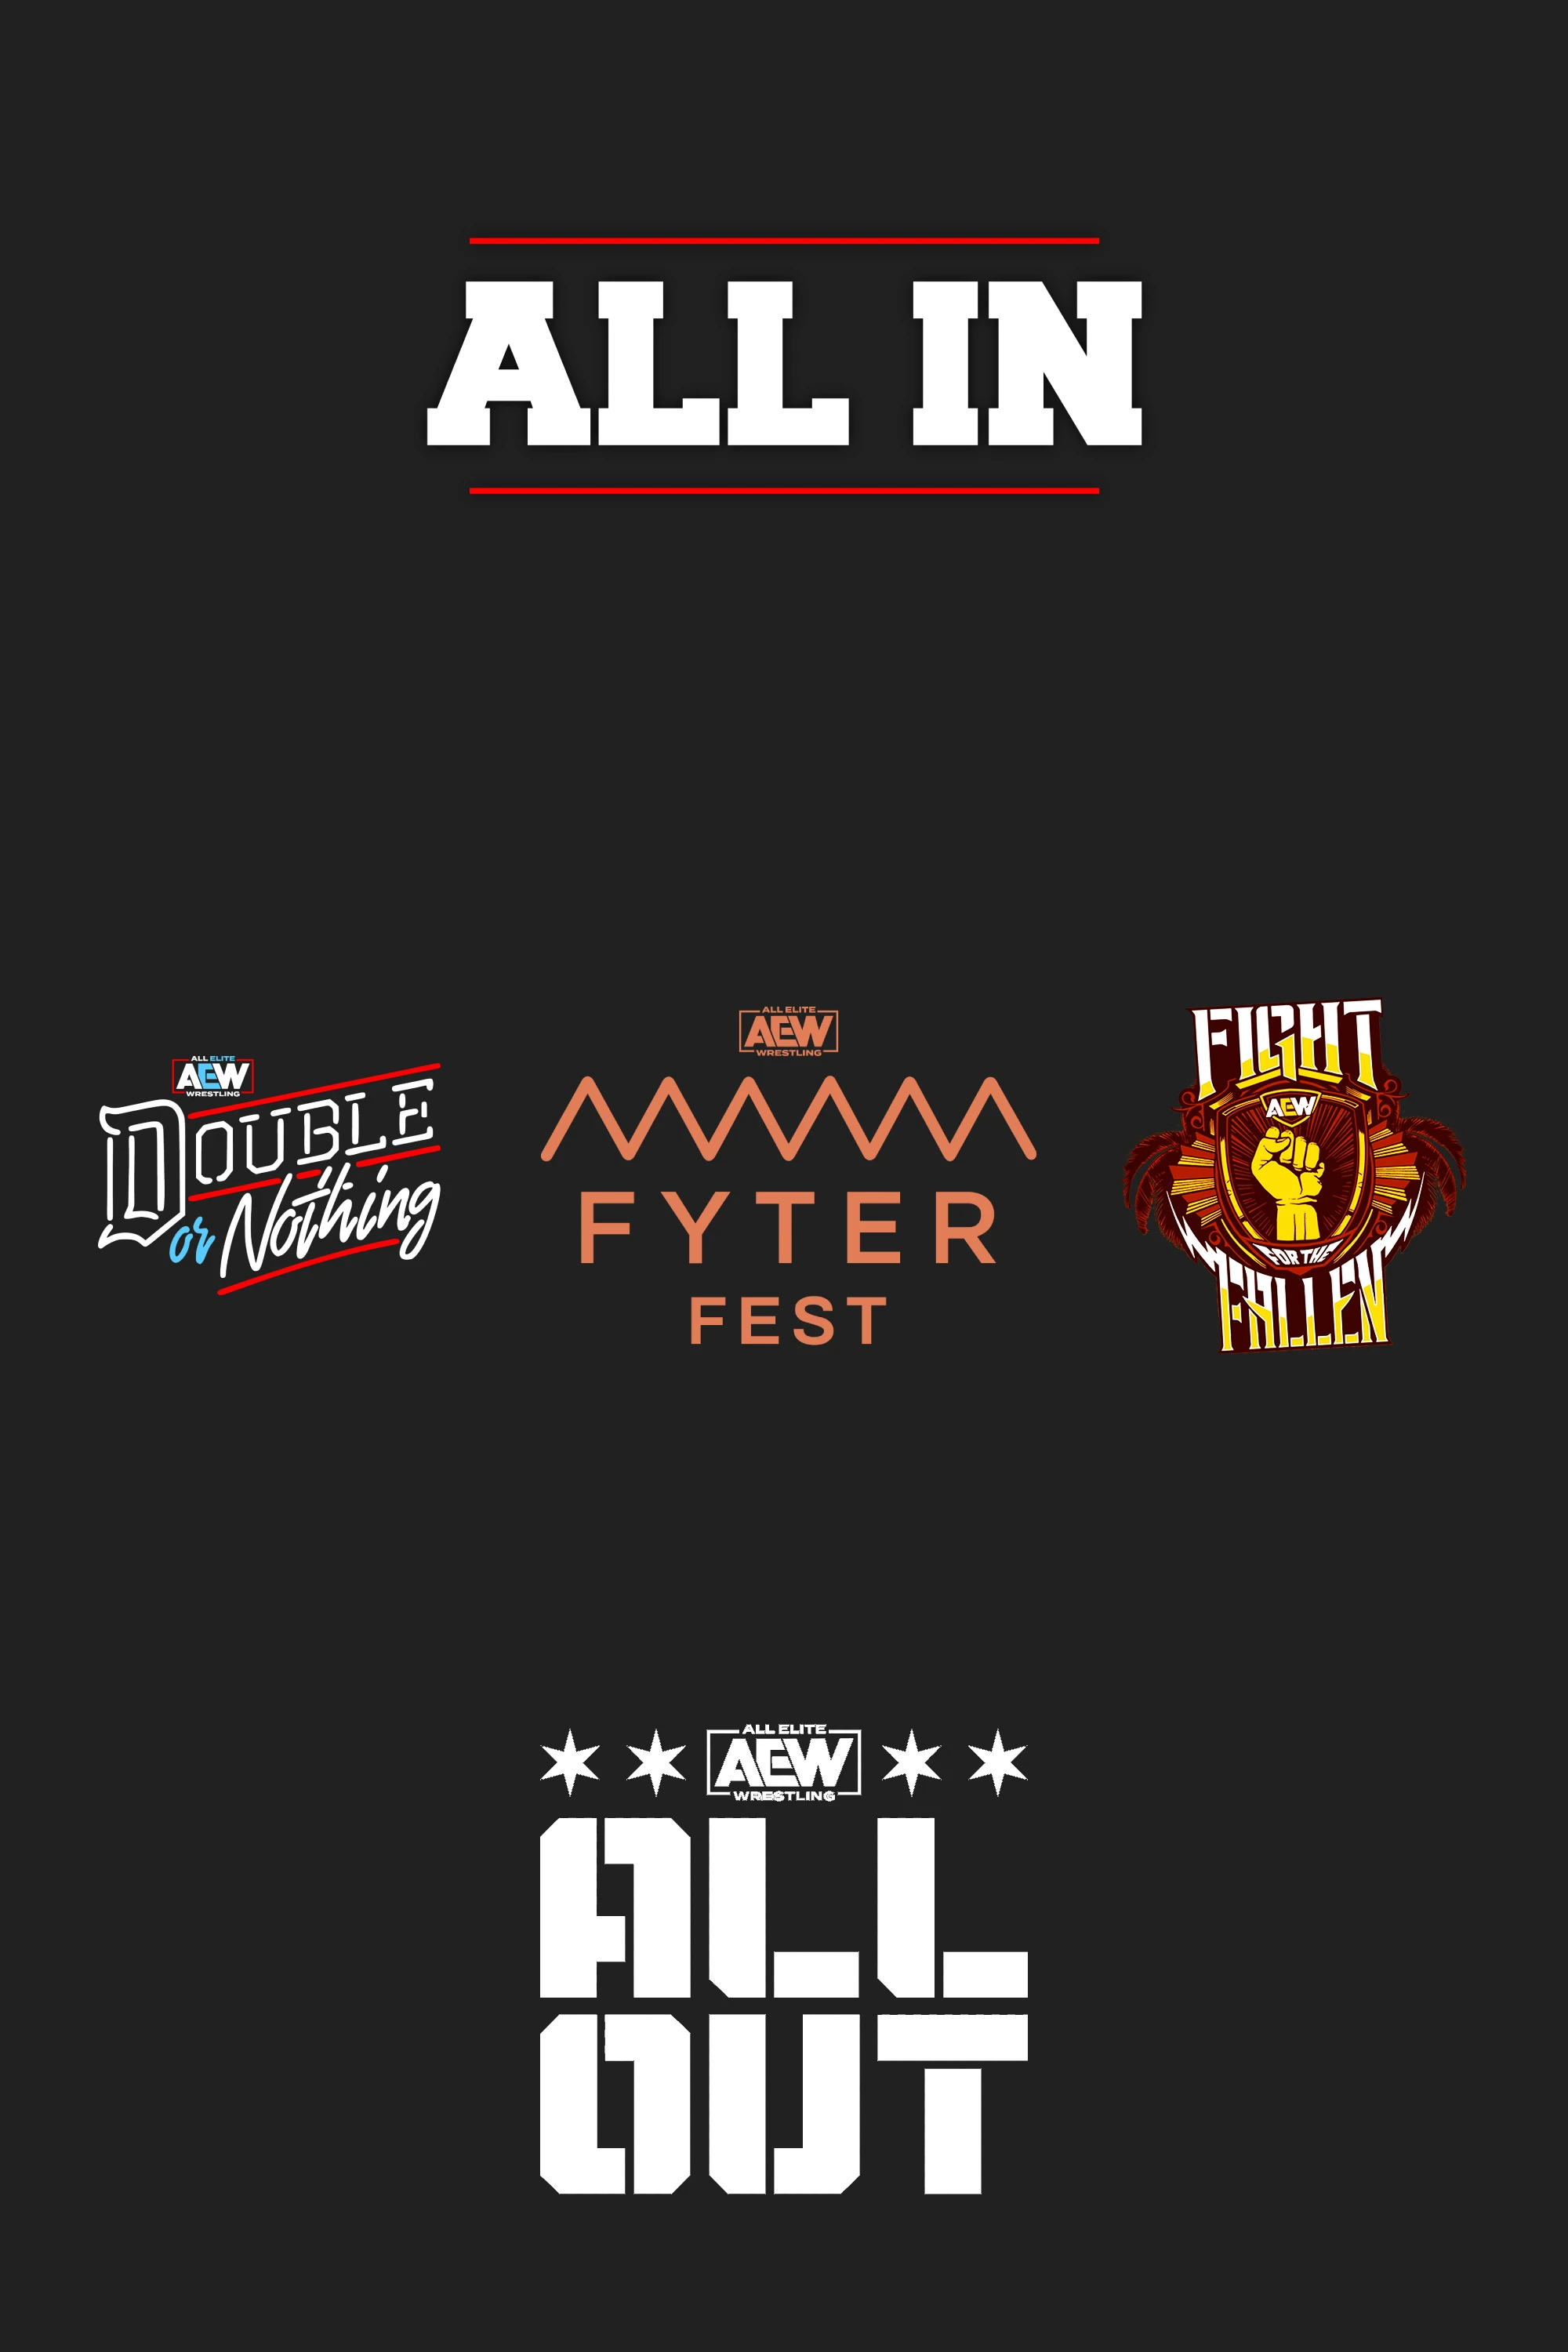 ALL IN
ALL ELITE
AEW
WRESTLING
DOUBLE
or Nothing
ALL ELITE
AEW
WRESTLING
FYTER
FEST
FIGHT
AEW
FOR THE
FALLEN
ALL ELITE
AEW
WRESTLING
ALL
OUT